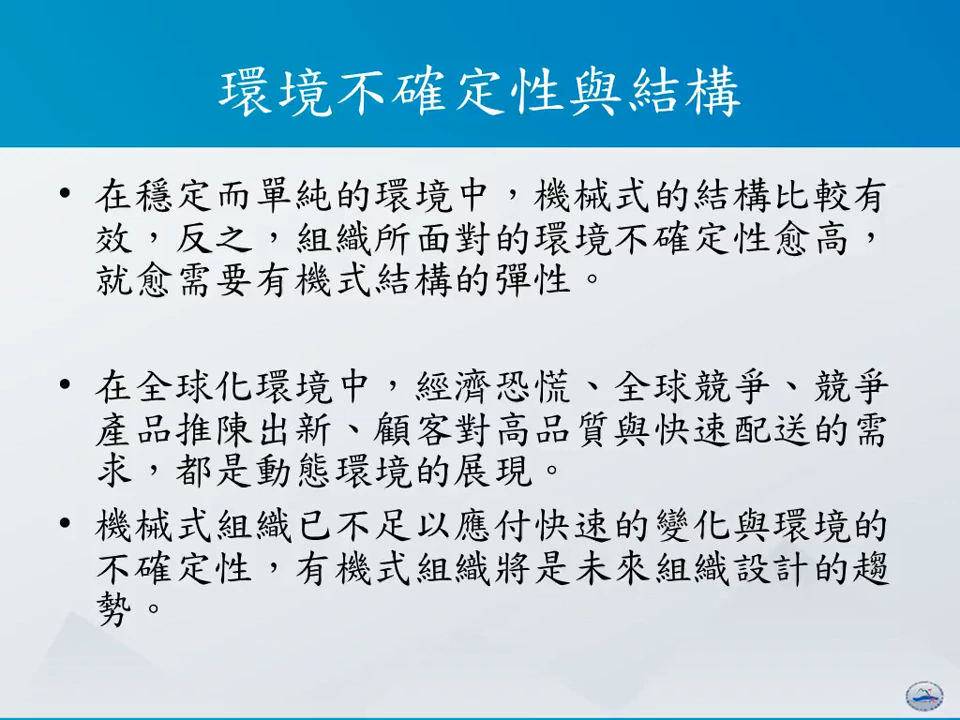 環境不確定性與結構
• 在穩定而單純的環境中，機械式的結構比較有
效，反之，組織所面對的環境不確定性愈高，
就愈需要有機式結構的彈性。
• 在全球化環境中，經濟恐慌、全球競爭、競爭
產品推陳出新、顧客對高品質與快速配送的需
求，都是動態環境的展現。
• 機械式組織已不足以應付快速的變化與環境的
不確定性，有機式組織將是未來組織設計的趨
勢。